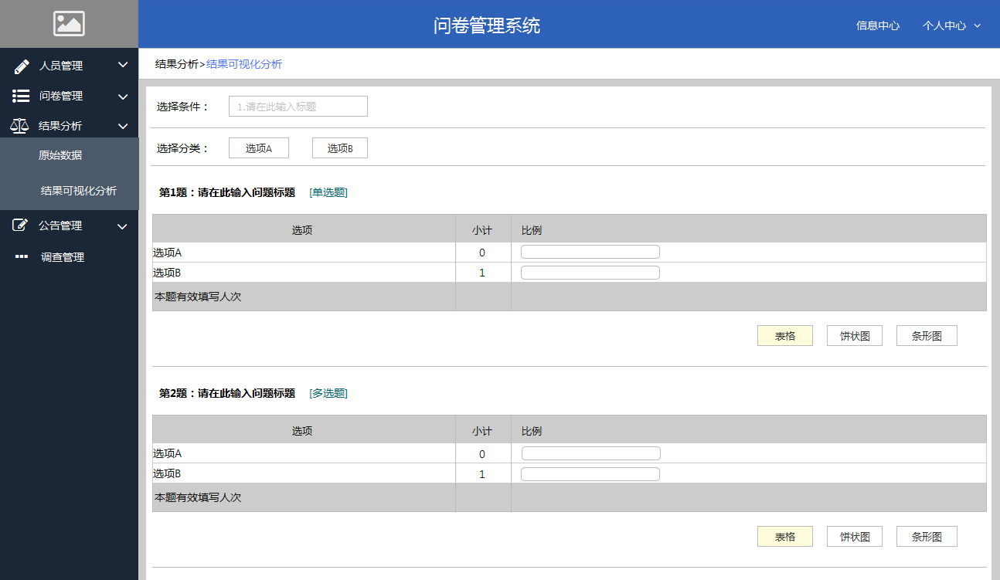 问卷管理系统
信息中心 个人中心
人员管理
问卷管理
结果分析
原始数据
结果可视化分析
公告管理
调查管理
结果分析>结果可视化分析
选择条件： 1.请在此输入标题
选择分类： 选项A 选项B
第1题：请在此输入问题标题 [单选题]
选项 小计 比例
选项A 0
选项B 1
本题有效填写人次
表格 饼状图 条形图
第2题：请在此输入问题标题 [多选题]
选项 小计 比例
选项A 0
选项B 1
本题有效填写人次
表格 饼状图 条形图